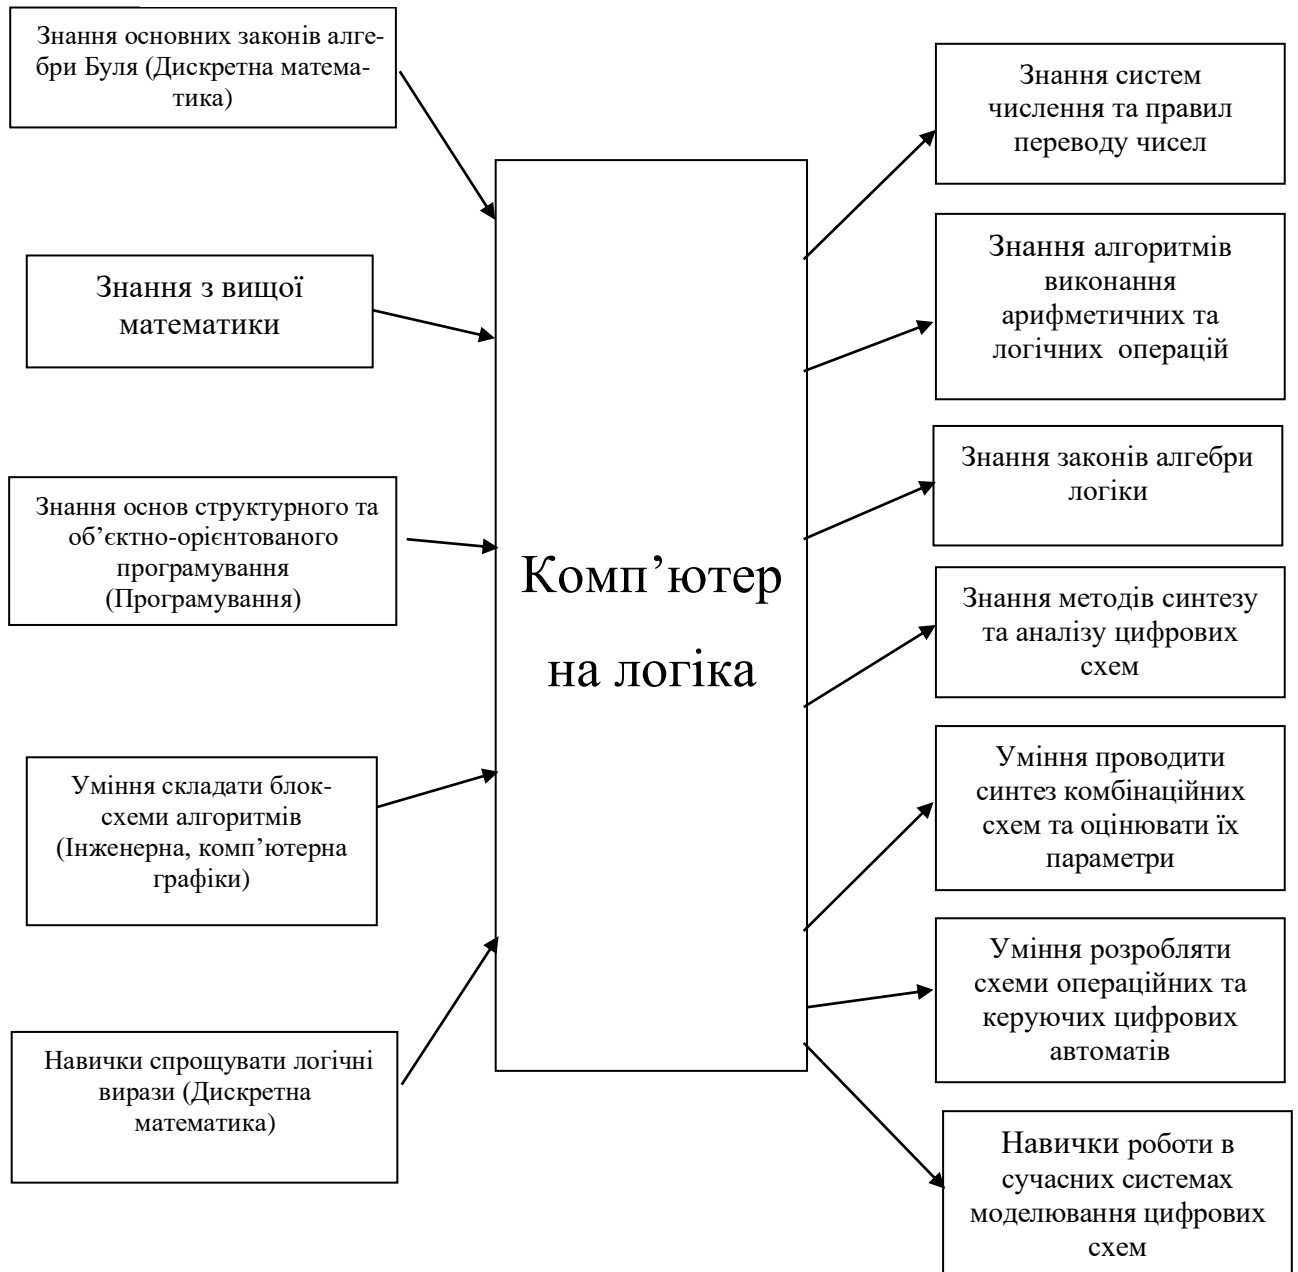 Знання основних законів алге-
бри Буля (Дискретна матема-
тика)
Знання з вищої
математики
Знання основ структурного та
об’єктно-орієнтованого
програмування
(Програмування)
Уміння складати блок-
схеми алгоритмів
(Інженерна, комп’ютерна
графіки)
Навички спрощувати логічні
вирази (Дискретна
математика)
Комп’ютер
на логіка
Знання систем
числення та правил
переводу чисел
Знання алгоритмів
виконання
арифметичних та
логічних операцій
Знання законів алгебри
логіки
Знання методів синтезу
та аналізу цифрових
схем
Уміння проводити
синтез комбінаційних
схем та оцінювати їх
параметри
Уміння розробляти
схеми операційних та
керуючих цифрових
автоматів
Навички роботи в
сучасних системах
моделювання цифрових
схем